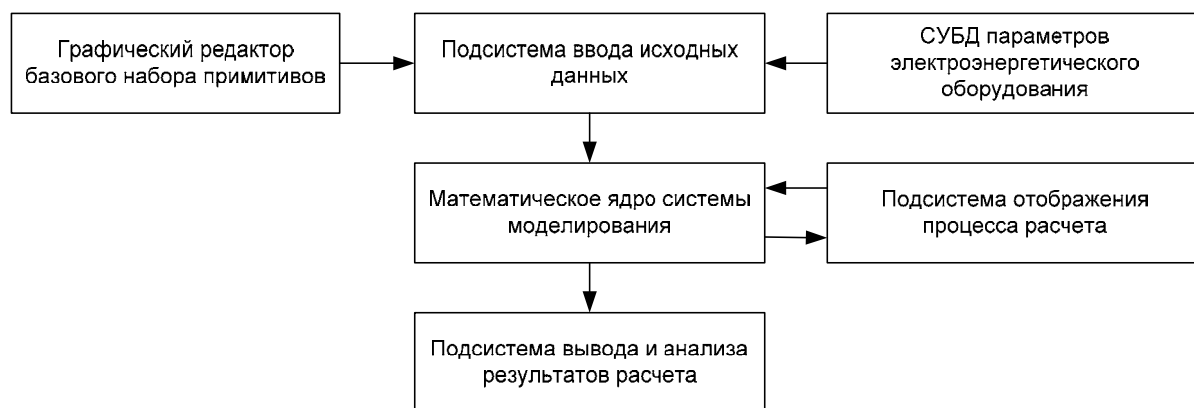 Графический редактор
базового набора примитивов
Подсистема ввода исходных
данных
СУБД параметров
электроэнергетического
оборудования
Математическое ядро системы
моделирования
Подсистема отображения
процесса расчета
Подсистема вывода и анализа
результатов расчета